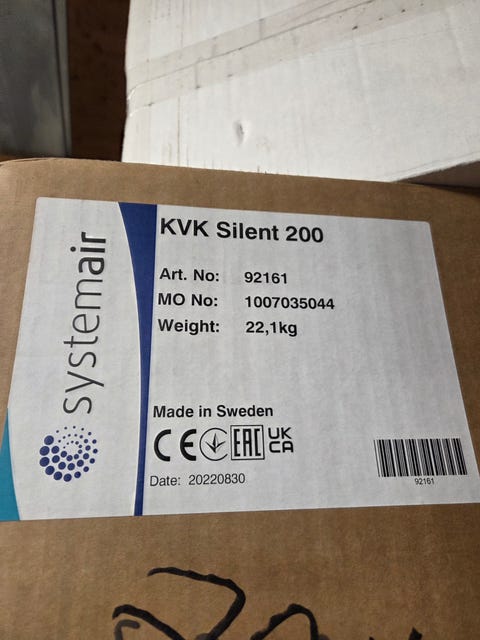 systemair
KVK Silent 200
Art. No: 92161
MO No: 1007035044
Weight: 22,1kg
Made in Sweden
CE EAC UK CA
Date: 20220830
92161